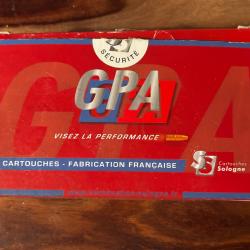 SÉCURITÉ
GPA
VISEZ LA PERFORMANCE
CARTOUCHES - FABRICATION FRANÇAISE
Cartouches
Sologne